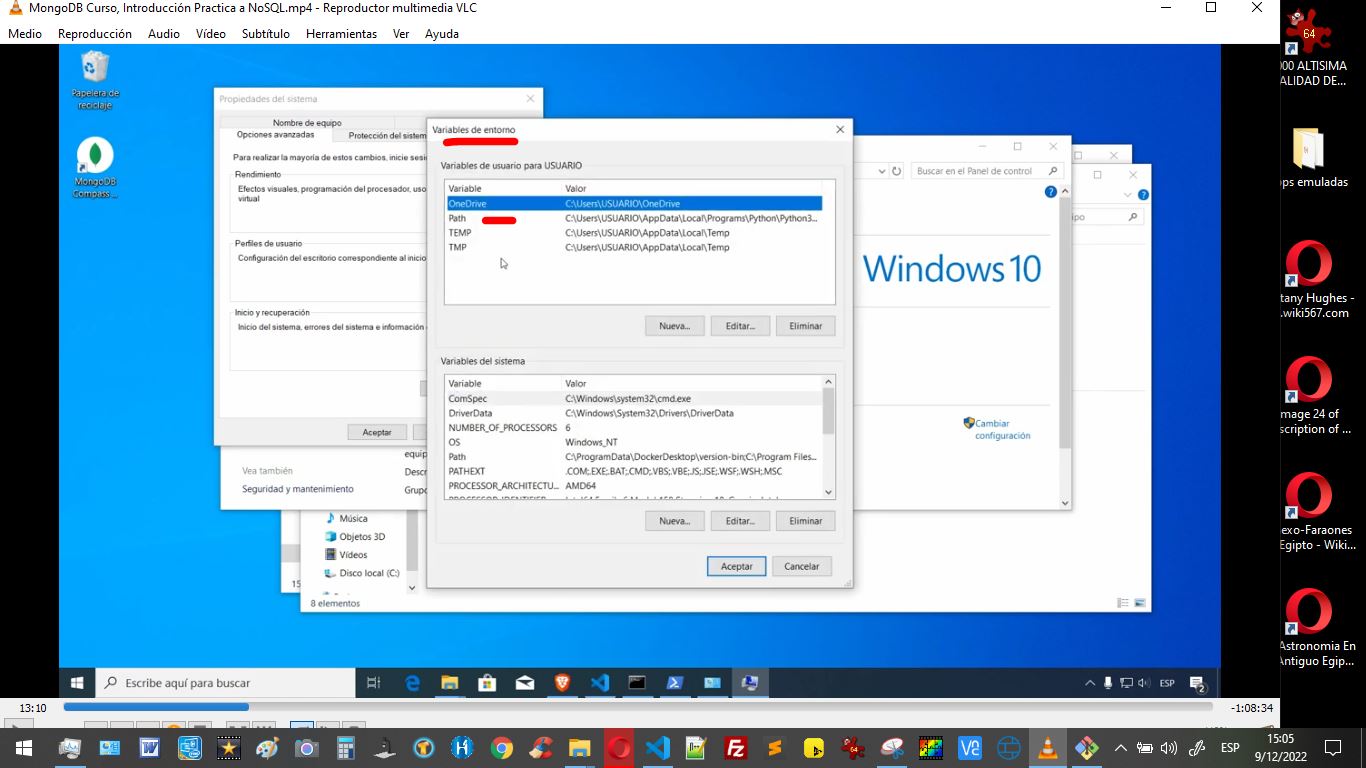 MongoDB Curso, Introducción Practica a NoSQL.mp4 - Reproductor multimedia VLC
Medio Reproducción Audio Vídeo Subtítulo Herramientas Ver Ayuda
Papelera de
reciclaje
MongoDB
Compass ...
Propiedades del sistema
Nombre de equipo
Opciones avanzadas Protección del sistem
Para realizar la mayoría de estos cambios, inicie sesi
Rendimiento
Efectos visuales, programación del procesador, uso
virtual
Perfiles de usuario
Configuración del escritorio correspondiente al inicio
Inicio y recuperación
Inicio del sistema, errores del sistema e información
Aceptar
Vea también
Seguridad y mantenimiento
equip
Descr
Grupo
Variables de entorno
Variables de usuario para USUARIO
Variable Valor
OneDrive C:\Users\USUARIO\OneDrive
Path C:\Users\USUARIO\AppData\Local\Programs\Python\Python3...
TEMP C:\Users\USUARIO\AppData\Local\Temp
TMP C:\Users\USUARIO\AppData\Local\Temp
Nueva... Editar... Eliminar
Variables del sistema
Variable Valor
ComSpec C:\Windows\system32\cmd.exe
DriverData C:\Windows\System32\Drivers\DriverData
NUMBER_OF_PROCESSORS 6
OS Windows_NT
Path C:\ProgramData\DockerDesktop\version-bin;C:\Program Files...
PATHEXT .COM;.EXE;.BAT;.CMD;.VBS;.VBE;.JS;.JSE;.WSF;.WSH;.MSC
PROCESSOR_ARCHITECTU... AMD64
Nueva... Editar... Eliminar
Aceptar Cancelar
Buscar en el Panel de control
ipo
Windows 10
Cambiar
configuración
Música
Objetos 3D
Vídeos
Disco local (C:)
15
8 elementos
Escribe aquí para buscar
ESP
2
13:10
-1:08:34
64
000 ALTISIMA
ALIDAD DE...
ps emuladas
tany Hughes -
.wiki567.com
mage 24 of
scription of ...
exo-Faraones
Egipto - Wiki...
Astronomia En
Antiguo Egip...
ESP
15:05
9/12/2022